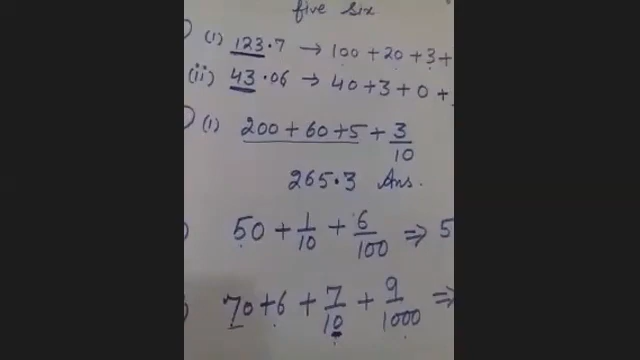 five six
(i) 123.7 → 100 + 20 + 3 +
(ii) 43.06 → 40 + 3 + 0 +
(i) 200 + 60 + 5 + 3/10
265.3 Ans.
50 + 1/10 + 6/100 ⇒ 5
70 + 6 + 7/10 + 9/1000 ⇒